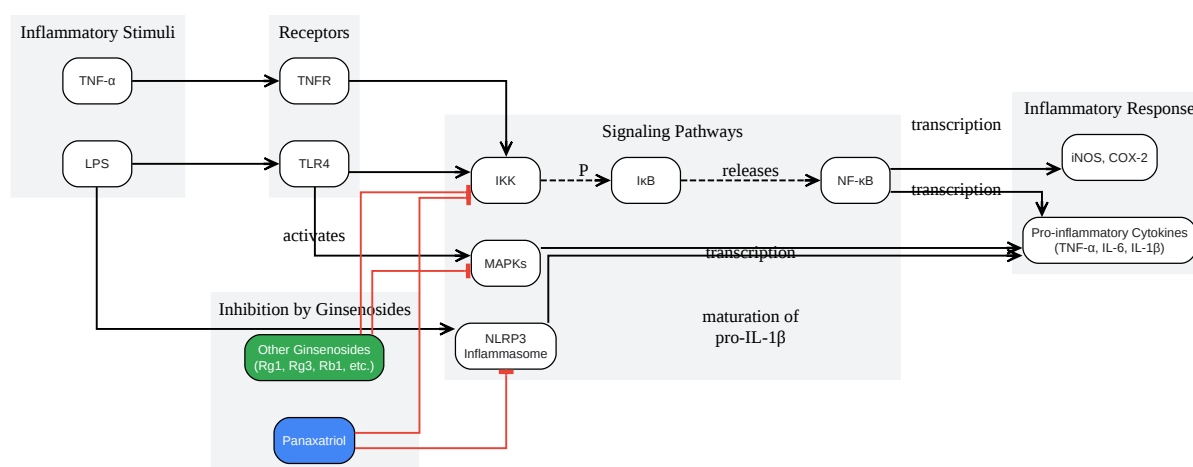 Inflammatory Stimuli
Receptors
TNF-α
TNFR
Inflammatory Response
transcription
Signaling Pathways
iNOS, COX-2
LPS
TLR4
IKK
P
IκB
releases
NF-κB
transcription
Pro-inflammatory Cytokines
(TNF-α, IL-6, IL-1β)
activates
MAPKs
transcription
Inhibition by Ginsenosides
maturation of
pro-IL-1β
NLRP3
Inflammasome
Other Ginsenosides
(Rg1, Rg3, Rb1, etc.)
Panaxatriol